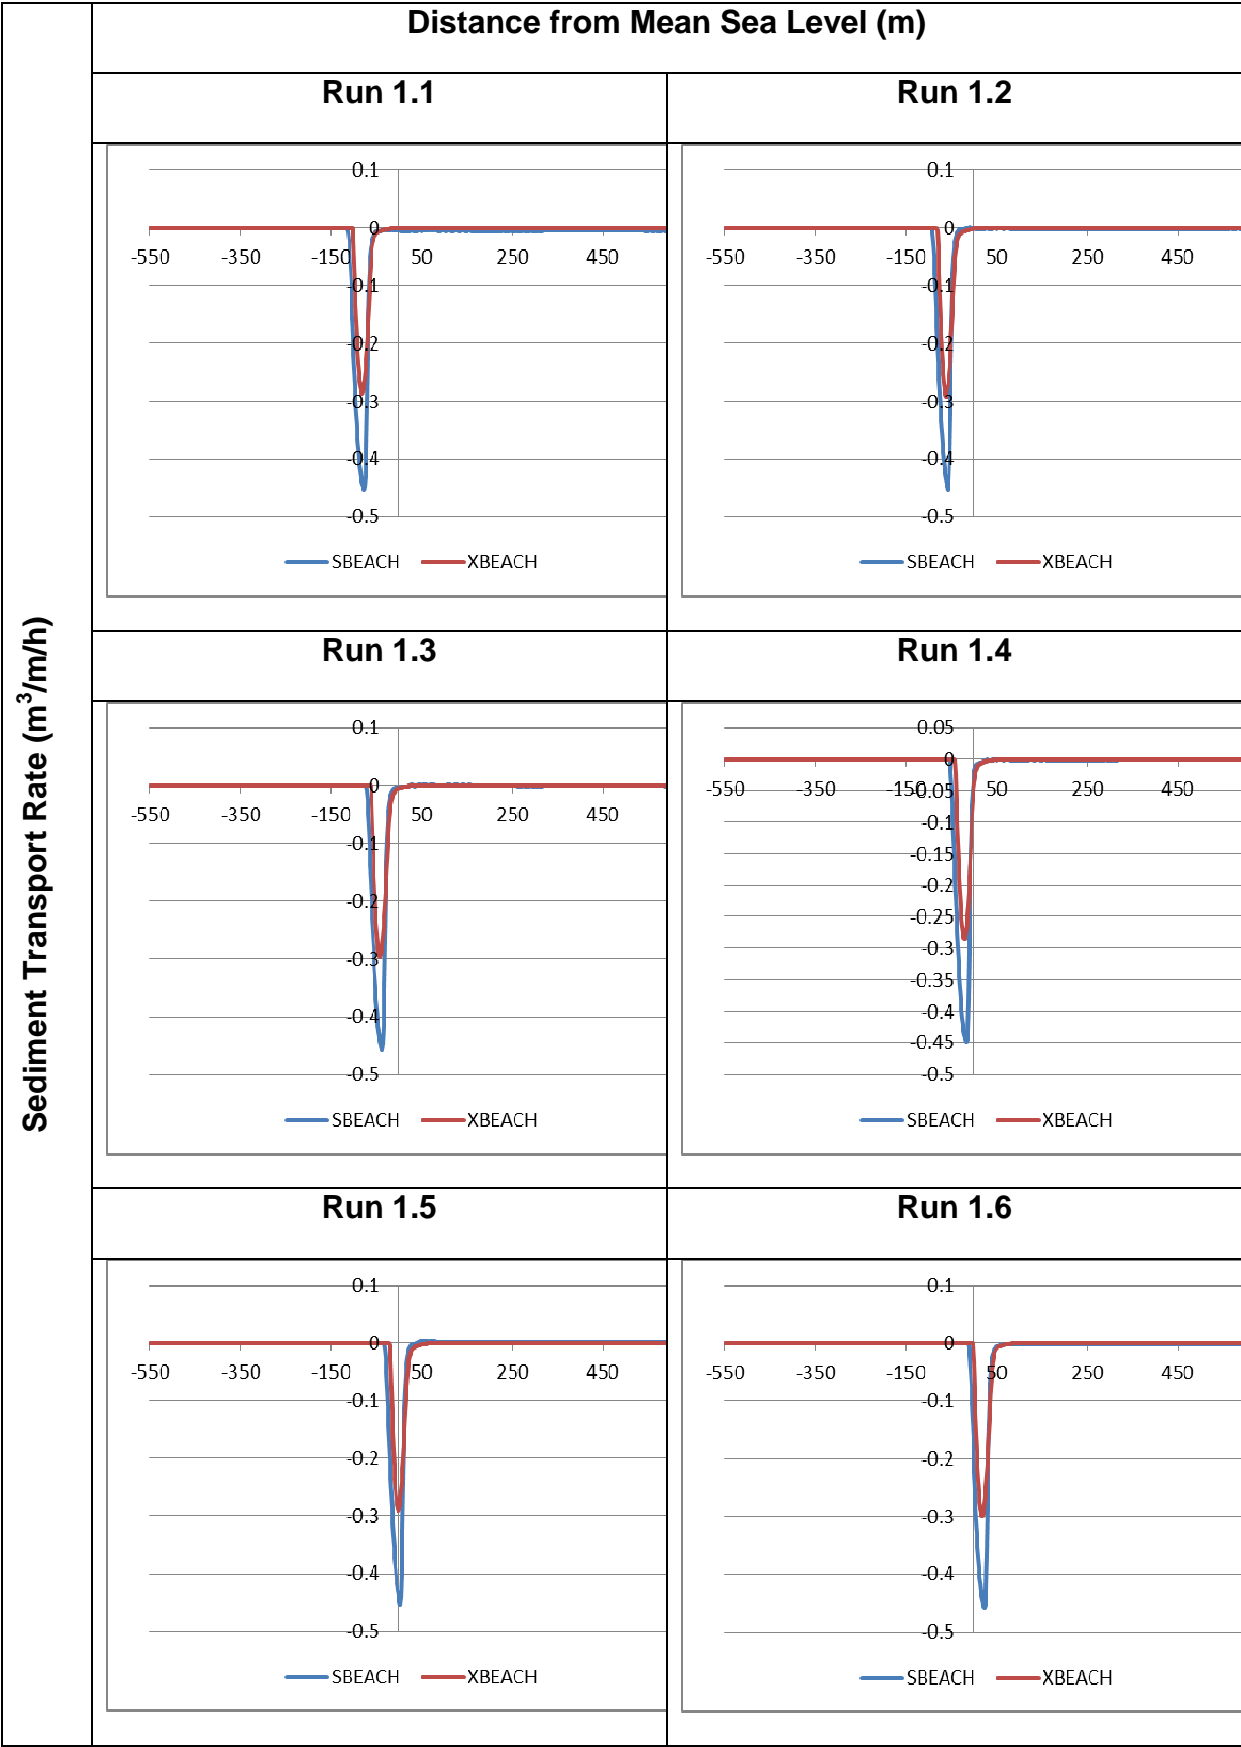 Distance from Mean Sea Level (m)
Sediment Transport Rate (m³/m/h)
Run 1.1
0.1
0
-550 -350 -150 50 250 450
-0.1
-0.2
-0.3
-0.4
-0.5
SBEACH XBEACH
Run 1.2
0.1
0
-550 -350 -150 50 250 450
-0.1
-0.2
-0.3
-0.4
-0.5
SBEACH XBEACH
Run 1.3
0.1
0
-550 -350 -150 50 250 450
-0.1
-0.2
-0.3
-0.4
-0.5
SBEACH XBEACH
Run 1.4
0.05
0
-550 -350 -150 50 250 450
-0.05
-0.1
-0.15
-0.2
-0.25
-0.3
-0.35
-0.4
-0.45
-0.5
SBEACH XBEACH
Run 1.5
0.1
0
-550 -350 -150 50 250 450
-0.1
-0.2
-0.3
-0.4
-0.5
SBEACH XBEACH
Run 1.6
0.1
0
-550 -350 -150 50 250 450
-0.1
-0.2
-0.3
-0.4
-0.5
SBEACH XBEACH